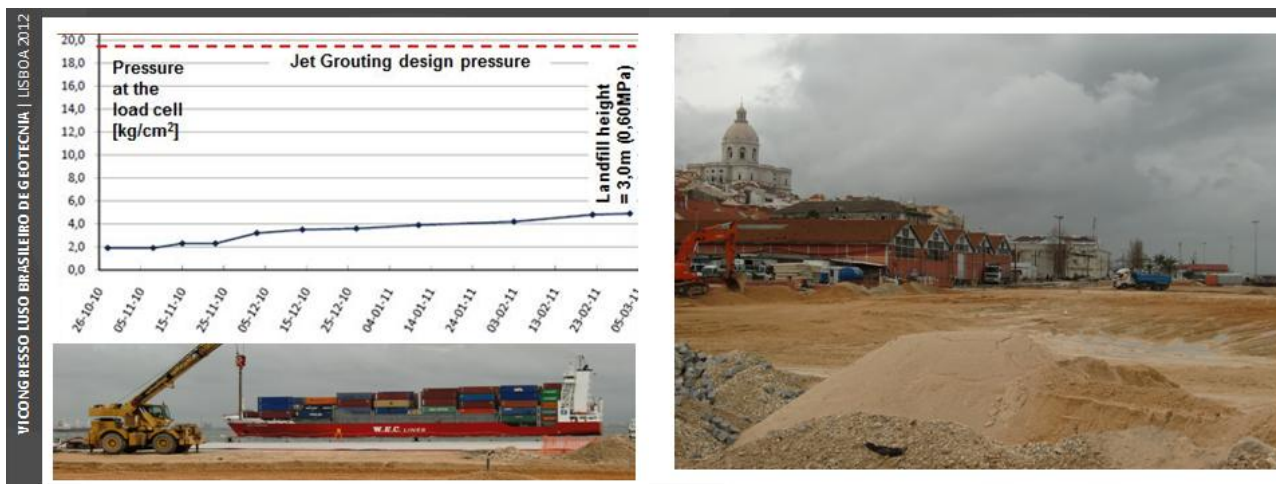 VICONGRESSO LUSO BRASILEIRO DE GEOTECNIA | LISBOA 2012
20,0
18,0
16,0
14,0
12,0
10,0
8,0
6,0
4,0
2,0
0,0
Pressure
at the
load cell
[kg/cm²]
Jet Grouting design pressure
Landfill height
= 3,0m (0,60MPa)
26-10-10
05-11-10
15-11-10
25-11-10
05-12-10
15-12-10
25-12-10
04-01-11
14-01-11
24-01-11
03-02-11
13-02-11
23-02-11
05-03-1
W.E.C. LINES